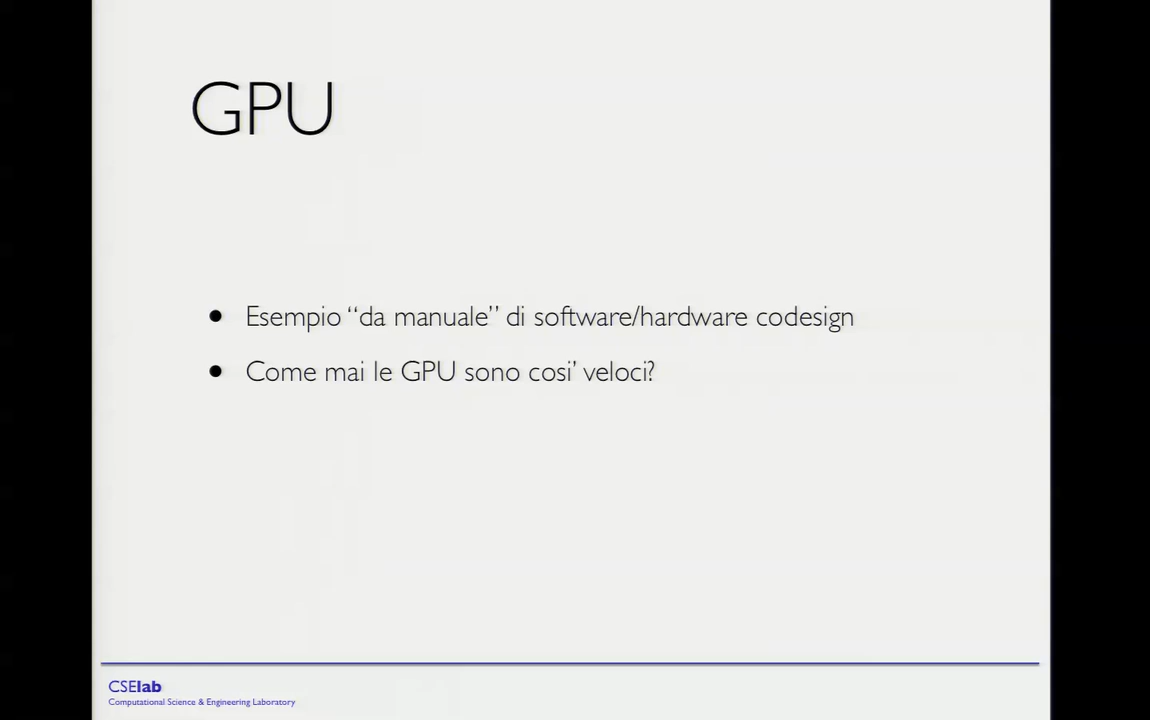 GPU
• Esempio “da manuale” di software/hardware codesign
• Come mai le GPU sono cosi’ veloci?
CSElab
Computational Science & Engineering Laboratory